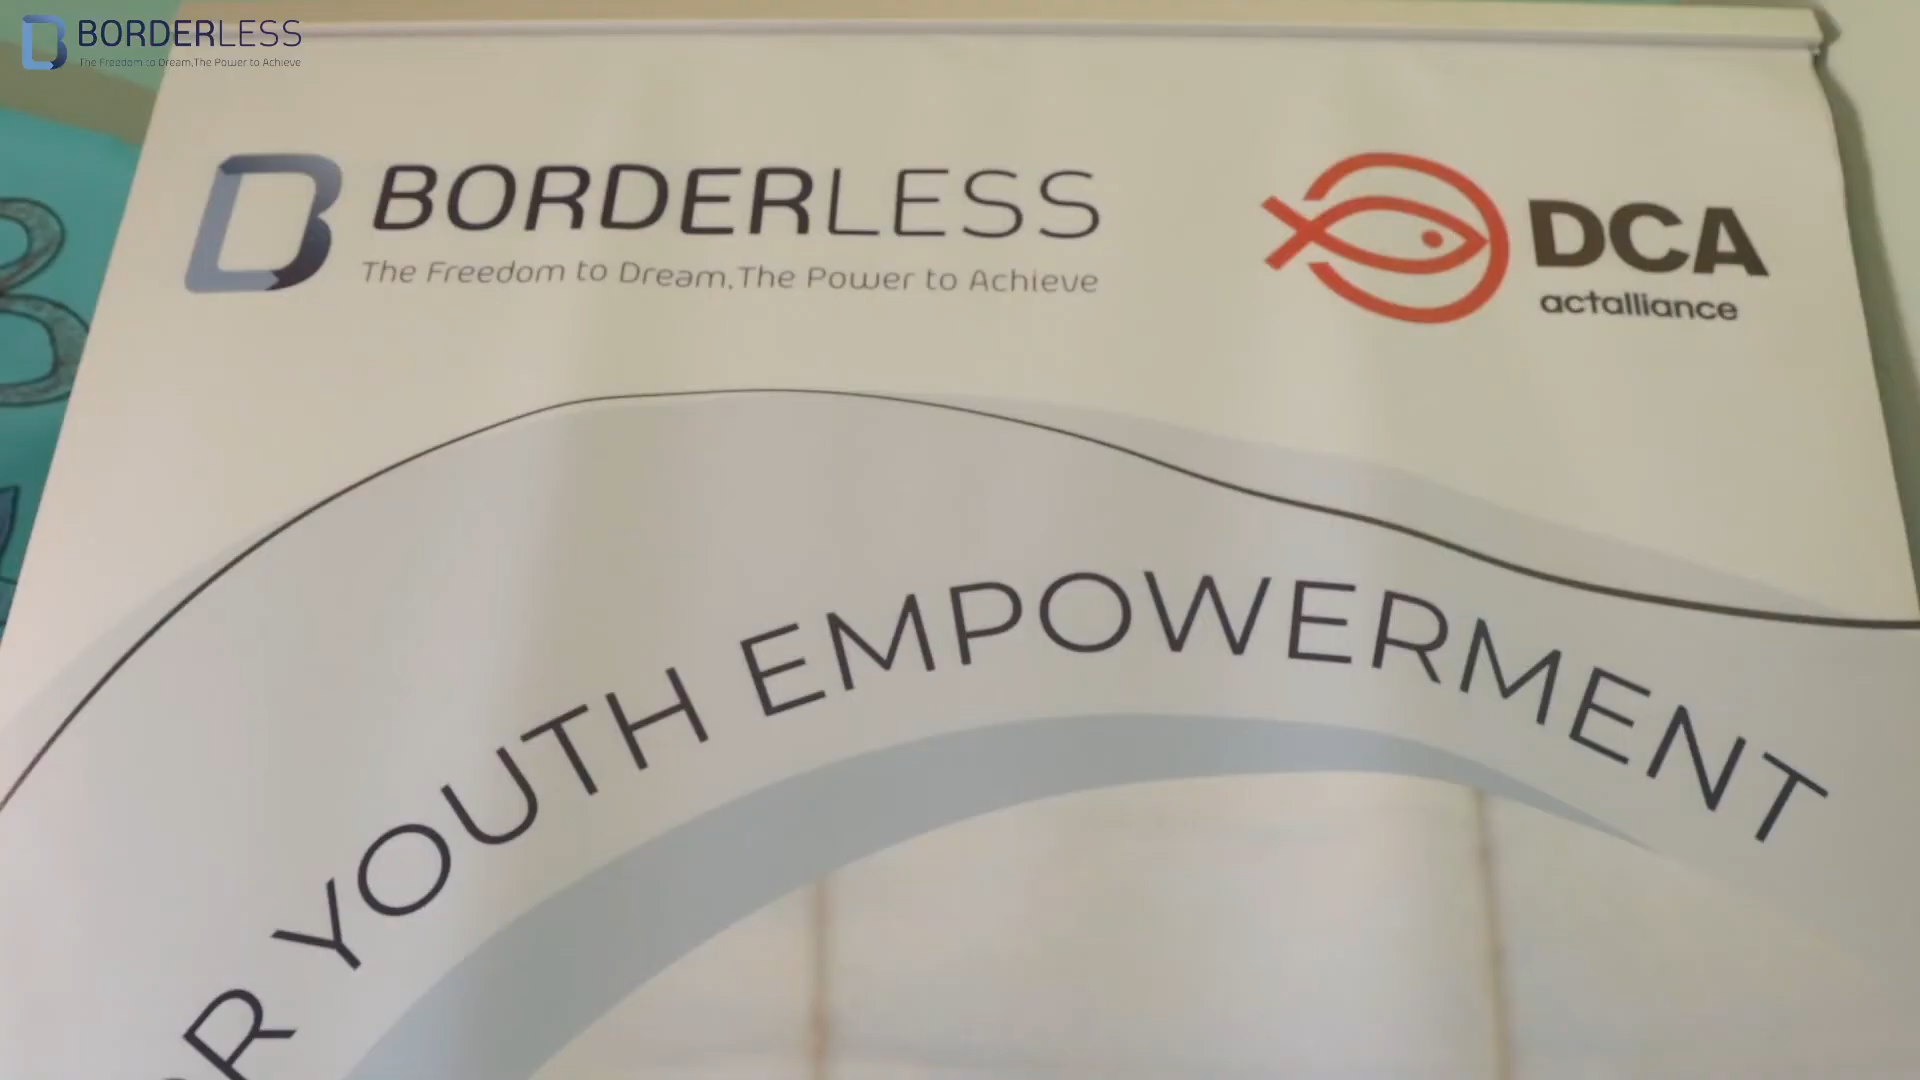 BORDERLESS
The Freedom to Dream,The Power to Achieve
BORDERLESS
The Freedom to Dream,The Power to Achieve
DCA
actalliance
YOUTH EMPOWERMENT